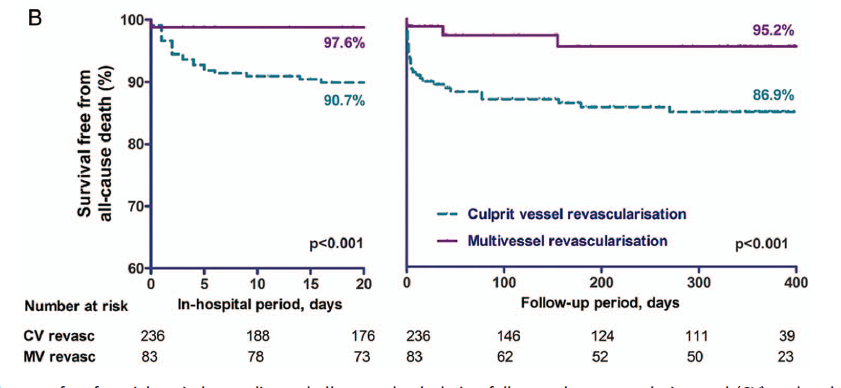 B
Survival free from
all-cause death (%)
100
90
80
70
60
97.6%
90.7%
p<0.001
0 5 10 15 20
In-hospital period, days
95.2%
86.9%
Culprit vessel revascularisation
Multivessel revascularisation
p<0.001
0 100 200 300 400
Follow-up period, days
Number at risk
CV revasc 236 188 176 236 146 124 111 39
MV revasc 83 78 73 83 62 52 50 23